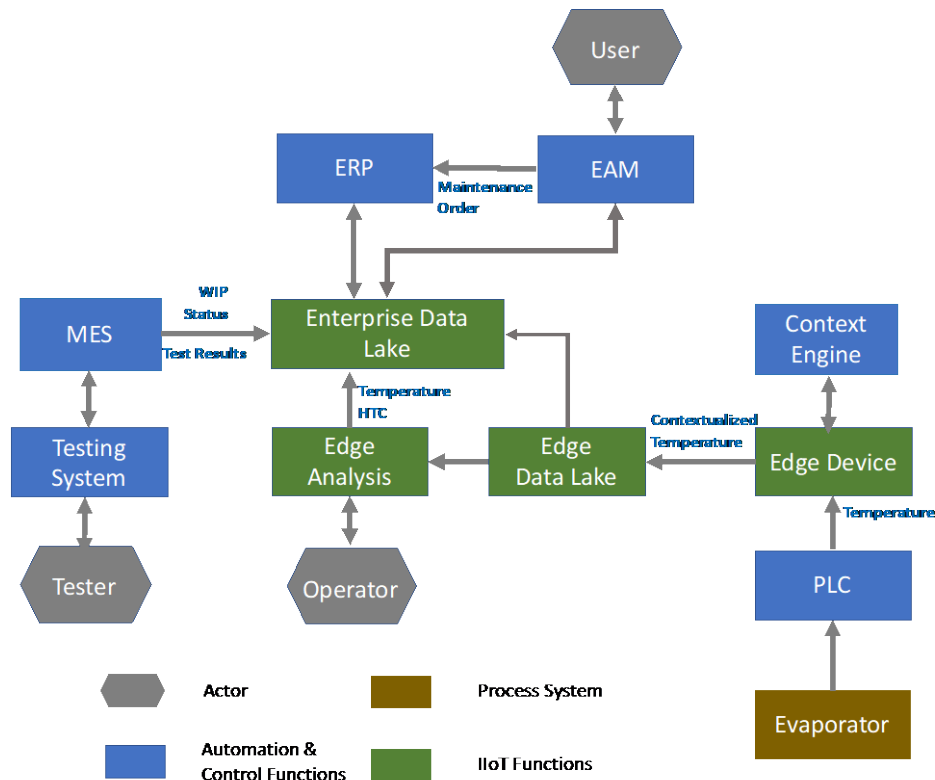 User
ERP
EAM
Maintenance
Order
WIP
Status
MES
Test Results
Enterprise Data
Lake
Context
Engine
Temperature
HTC
Contextualized
Temperature
Testing
System
Edge
Analysis
Edge
Data Lake
Edge Device
Temperature
Tester
Operator
PLC
Actor
Process System
Evaporator
Automation &
Control Functions
IIoT Functions